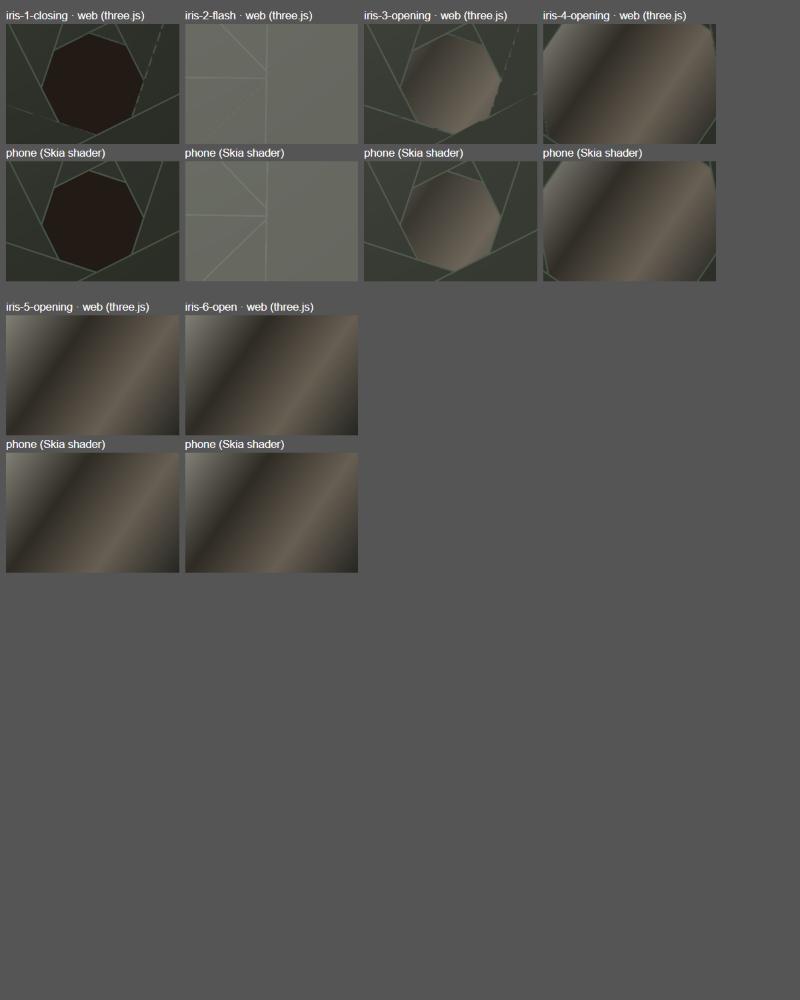 iris-1-closing · web (three.js)
iris-2-flash · web (three.js)
iris-3-opening · web (three.js)
iris-4-opening · web (three.js)
phone (Skia shader)
phone (Skia shader)
phone (Skia shader)
phone (Skia shader)
iris-5-opening · web (three.js)
iris-6-open · web (three.js)
phone (Skia shader)
phone (Skia shader)